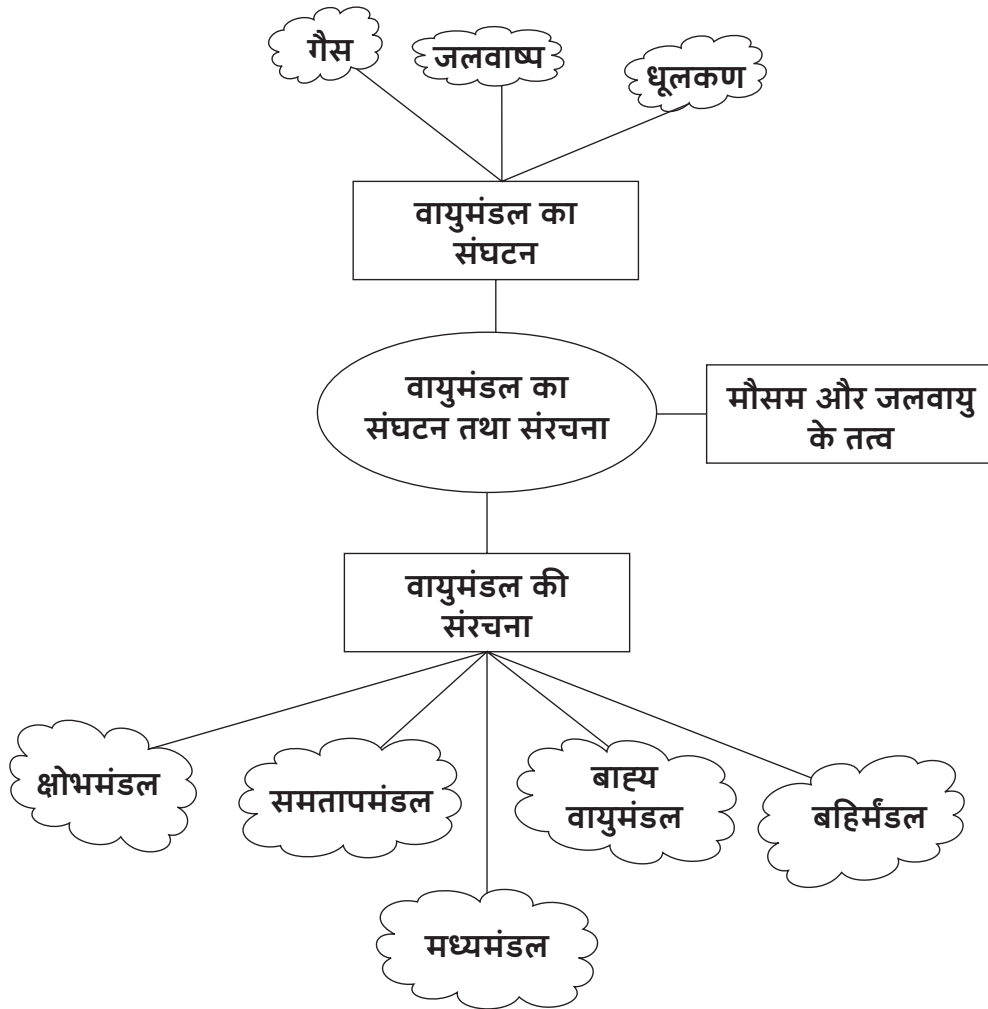 गैस
जलवाष्प
धूलकण
वायुमंडल का
संघटन
वायुमंडल का
संघटन तथा संरचना
मौसम और जलवायु
के तत्व
वायुमंडल की
संरचना
क्षोभमंडल
समतापमंडल
बाह्य
वायुमंडल
बहिर्मंडल
मध्यमंडल